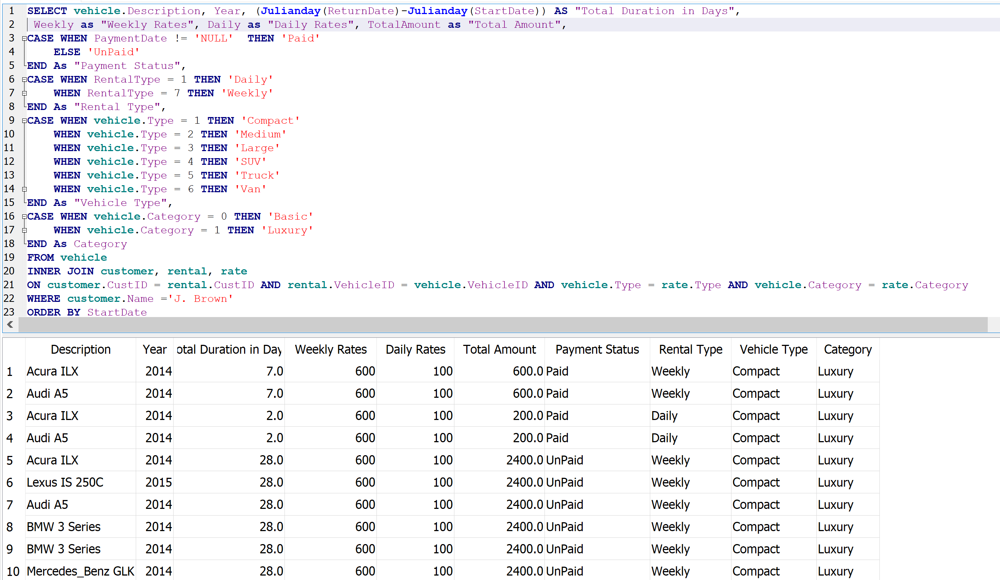 1 SELECT vehicle.Description, Year, (Julianday(ReturnDate)-Julianday(StartDate)) AS "Total Duration in Days",
2 Weekly as "Weekly Rates", Daily as "Daily Rates", TotalAmount as "Total Amount",
3 CASE WHEN PaymentDate != 'NULL'  THEN 'Paid'
4 ELSE 'UnPaid'
5 END As "Payment Status",
6 CASE WHEN RentalType = 1 THEN 'Daily'
7 WHEN RentalType = 7 THEN 'Weekly'
8 END As "Rental Type",
9 CASE WHEN vehicle.Type = 1 THEN 'Compact'
10 WHEN vehicle.Type = 2 THEN 'Medium'
11 WHEN vehicle.Type = 3 THEN 'Large'
12 WHEN vehicle.Type = 4 THEN 'SUV'
13 WHEN vehicle.Type = 5 THEN 'Truck'
14 WHEN vehicle.Type = 6 THEN 'Van'
15 END As "Vehicle Type",
16 CASE WHEN vehicle.Category = 0 THEN 'Basic'
17 WHEN vehicle.Category = 1 THEN 'Luxury'
18 END As Category
19 FROM vehicle
20 INNER JOIN customer, rental, rate
21 ON customer.CustID = rental.CustID AND rental.VehicleID = vehicle.VehicleID AND vehicle.Type = rate.Type AND vehicle.Category = rate.Category
22 WHERE customer.Name ='J. Brown'
23 ORDER BY StartDate
Description Year otal Duration in Day Weekly Rates Daily Rates Total Amount Payment Status Rental Type Vehicle Type Category
1 Acura ILX 2014 7.0 600 100 600.0 Paid Weekly Compact Luxury
2 Audi A5 2014 7.0 600 100 600.0 Paid Weekly Compact Luxury
3 Acura ILX 2014 2.0 600 100 200.0 Paid Daily Compact Luxury
4 Audi A5 2014 2.0 600 100 200.0 Paid Daily Compact Luxury
5 Acura ILX 2014 28.0 600 100 2400.0 UnPaid Weekly Compact Luxury
6 Lexus IS 250C 2015 28.0 600 100 2400.0 UnPaid Weekly Compact Luxury
7 Audi A5 2014 28.0 600 100 2400.0 UnPaid Weekly Compact Luxury
8 BMW 3 Series 2014 28.0 600 100 2400.0 UnPaid Weekly Compact Luxury
9 BMW 3 Series 2014 28.0 600 100 2400.0 UnPaid Weekly Compact Luxury
10 Mercedes_Benz GLK 2014 28.0 600 100 2400.0 UnPaid Weekly Compact Luxury